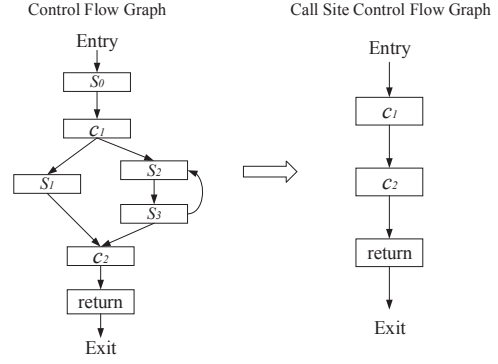 Control Flow Graph
Entry
S0
C1
S1
S2
S3
C2
return
Exit
Call Site Control Flow Graph
Entry
C1
C2
return
Exit